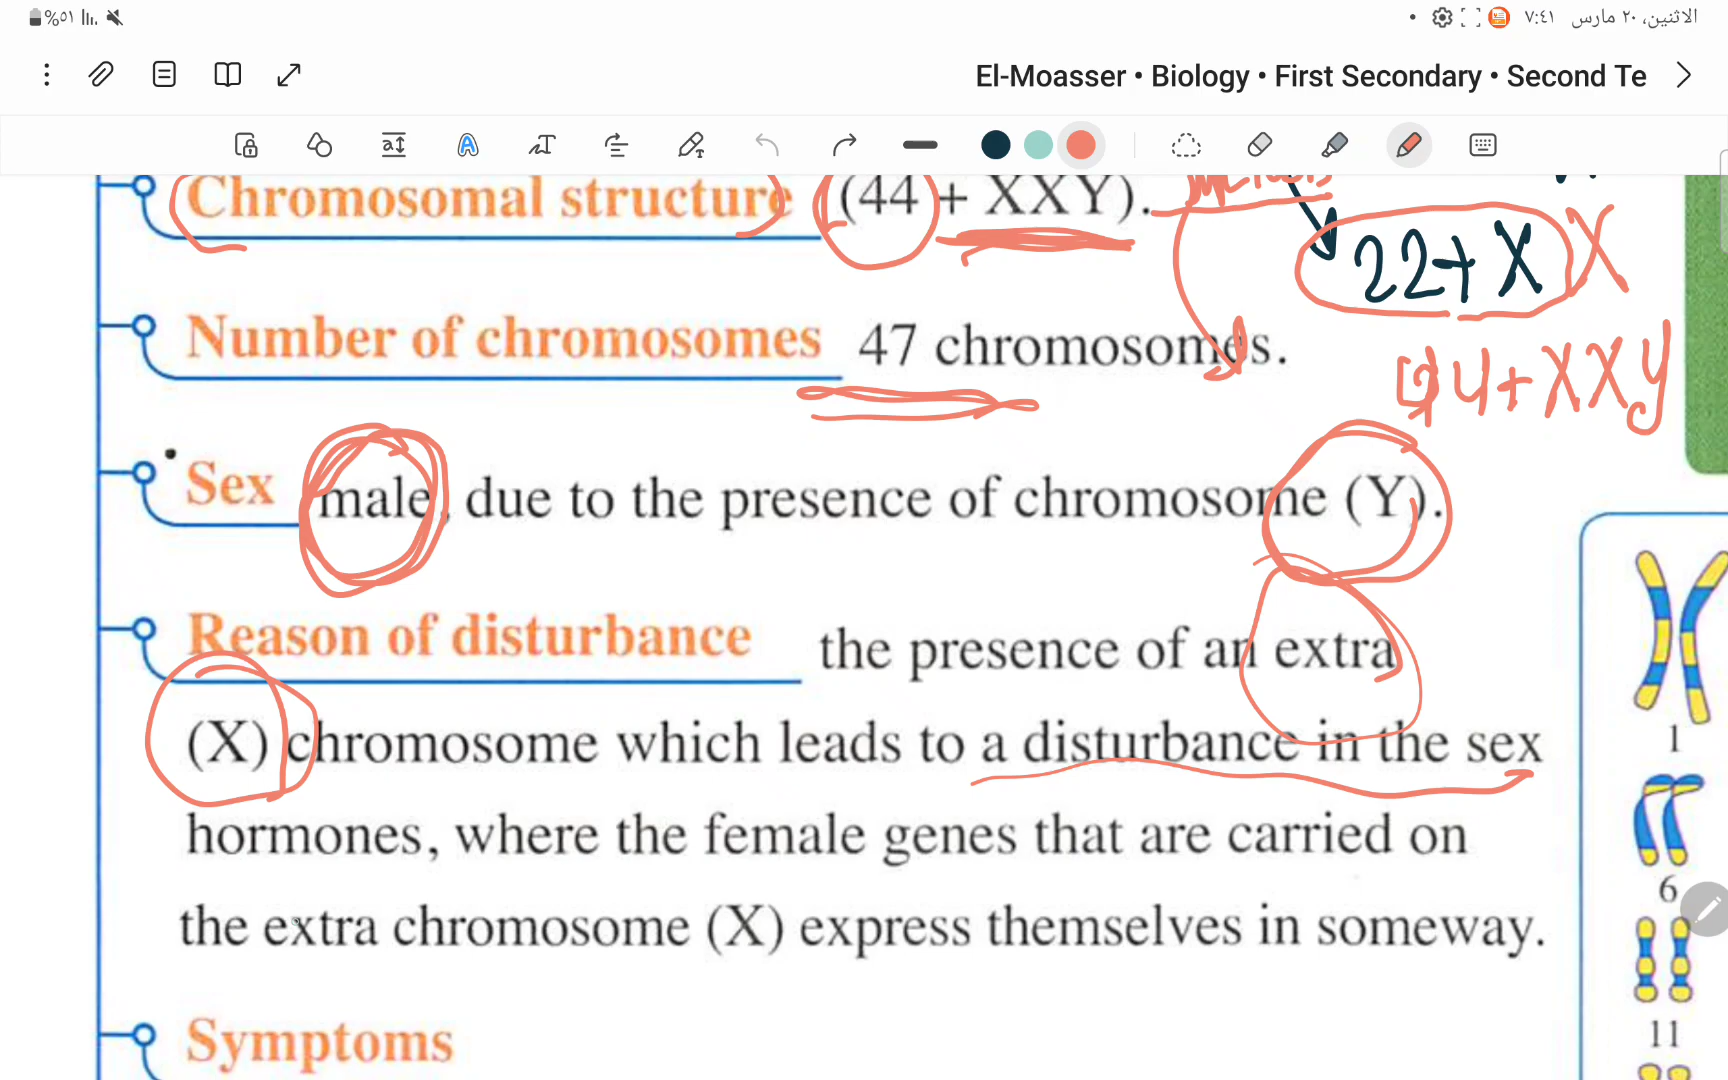 %٥١
الاثنين، ٢٠ مارس ٧:٤١
El-Moasser • Biology • First Secondary • Second Te
Chromosomal structure (44 + XXY).
22+X X
Number of chromosomes 47 chromosomes.
44+XXY
Sex male, due to the presence of chromosome (Y).
Reason of disturbance the presence of an extra
(X) chromosome which leads to a disturbance in the sex
hormones, where the female genes that are carried on
the extra chromosome (X) express themselves in someway.
Symptoms
1
6
11